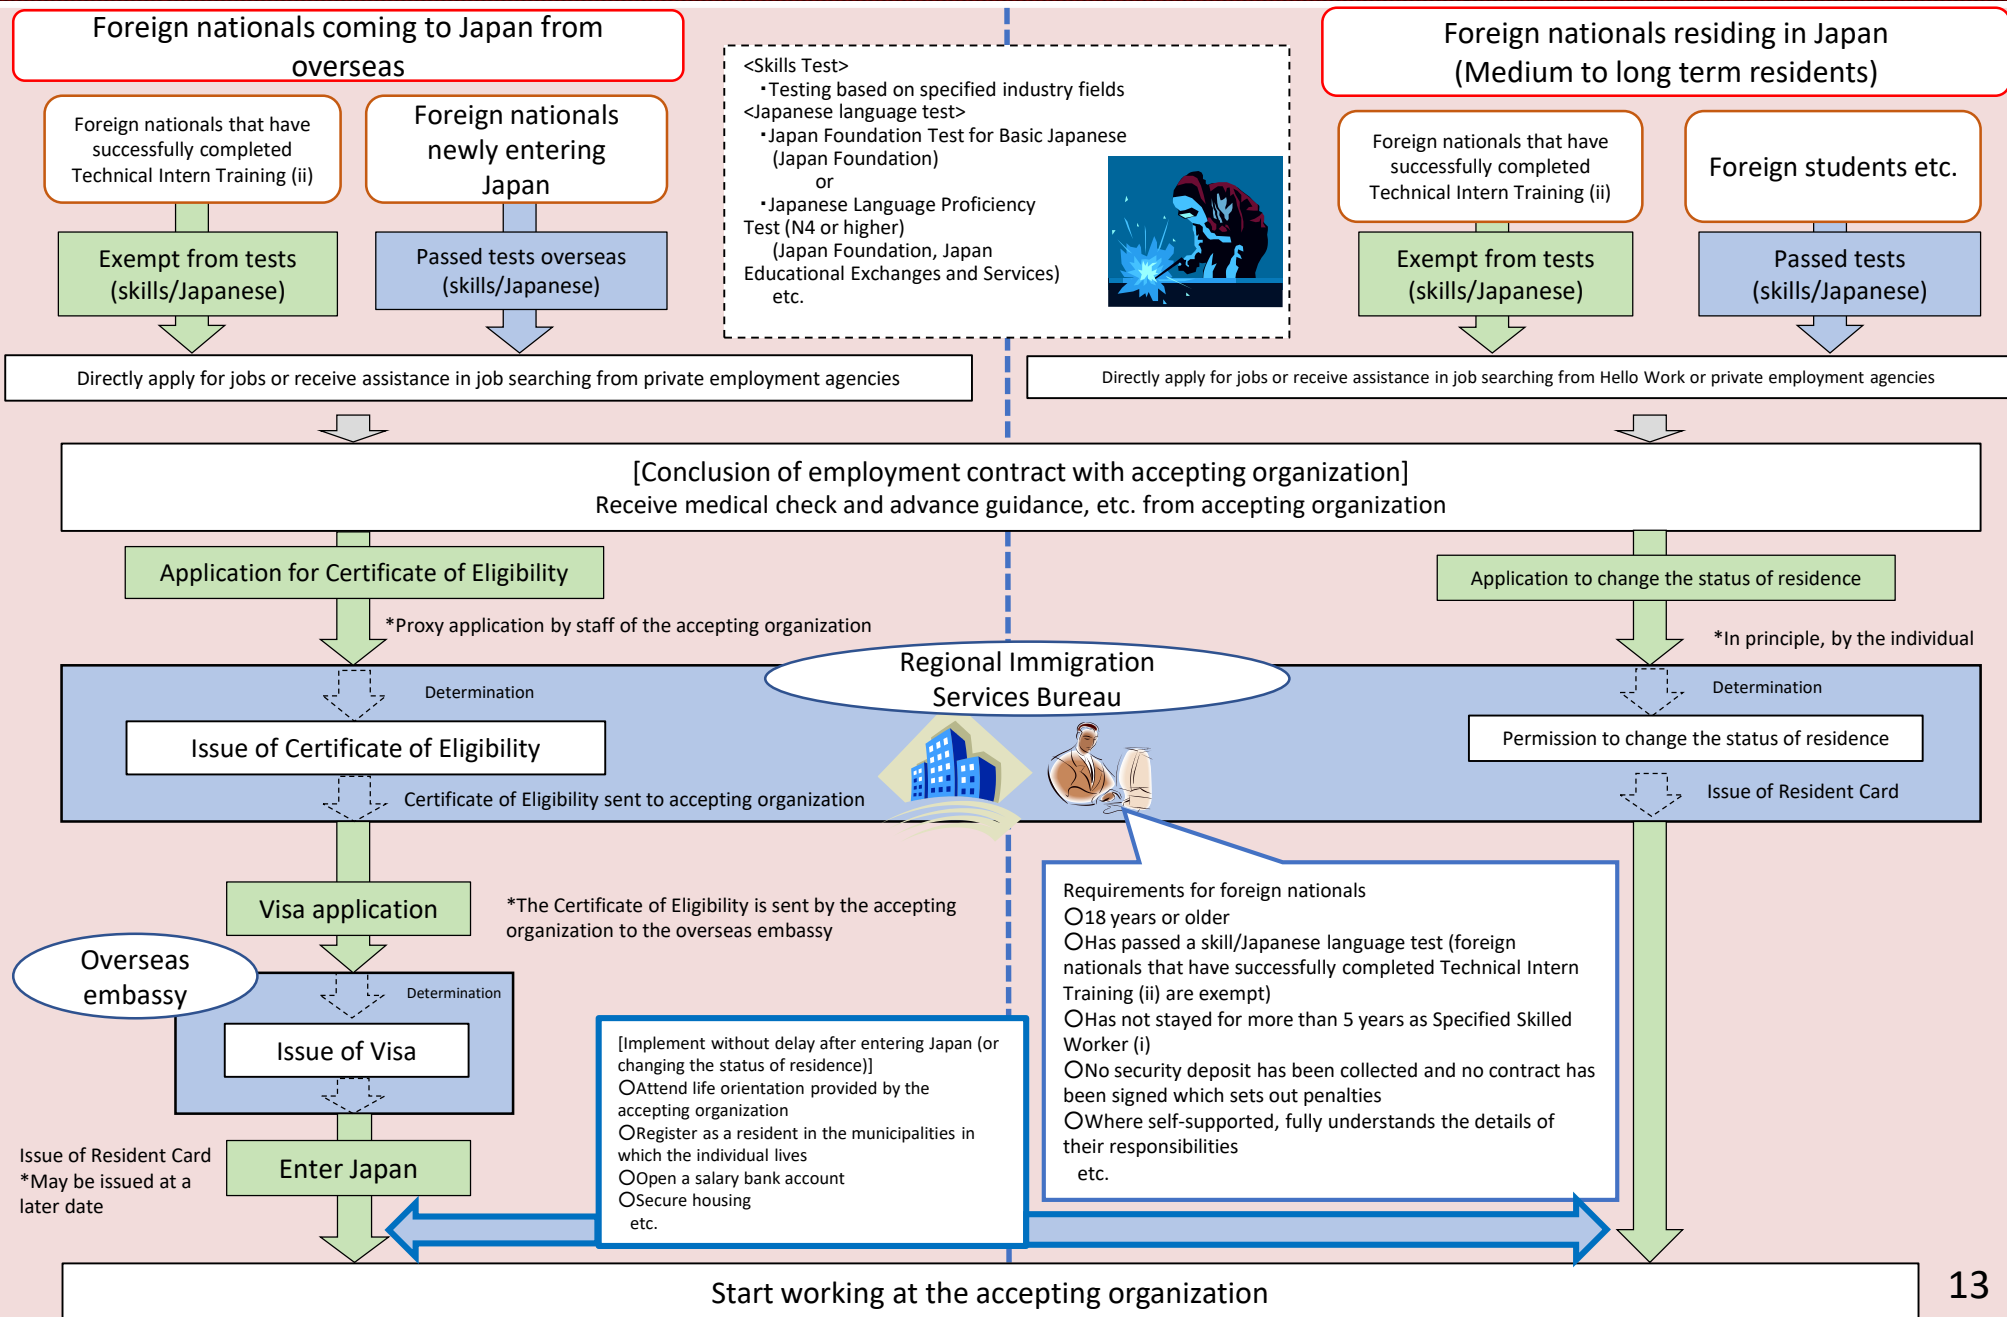 Foreign nationals coming to Japan from
overseas
Foreign nationals that have
successfully completed
Technical Intern Training (ii)
Foreign nationals
newly entering
Japan
Exempt from tests
(skills/Japanese)
Passed tests overseas
(skills/Japanese)
<Skills Test>
・Testing based on specified industry fields
<Japanese language test>
・Japan Foundation Test for Basic Japanese
(Japan Foundation)
or
・Japanese Language Proficiency
Test (N4 or higher)
(Japan Foundation, Japan
Educational Exchanges and Services)
etc.
Foreign nationals residing in Japan
(Medium to long term residents)
Foreign nationals that have
successfully completed
Technical Intern Training (ii)
Foreign students etc.
Exempt from tests
(skills/Japanese)
Passed tests
(skills/Japanese)
Directly apply for jobs or receive assistance in job searching from private employment agencies
Directly apply for jobs or receive assistance in job searching from Hello Work or private employment agencies
[Conclusion of employment contract with accepting organization]
Receive medical check and advance guidance, etc. from accepting organization
Application for Certificate of Eligibility
*Proxy application by staff of the accepting organization
Application to change the status of residence
*In principle, by the individual
Regional Immigration
Services Bureau
Determination
Issue of Certificate of Eligibility
Certificate of Eligibility sent to accepting organization
Determination
Permission to change the status of residence
Issue of Resident Card
Visa application
*The Certificate of Eligibility is sent by the accepting
organization to the overseas embassy
Overseas
embassy
Determination
Issue of Visa
Issue of Resident Card
*May be issued at a
later date
Enter Japan
[Implement without delay after entering Japan (or
changing the status of residence)]
〇Attend life orientation provided by the
accepting organization
〇Register as a resident in the municipalities in
which the individual lives
〇Open a salary bank account
〇Secure housing
etc.
Requirements for foreign nationals
〇18 years or older
〇Has passed a skill/Japanese language test (foreign
nationals that have successfully completed Technical Intern
Training (ii) are exempt)
〇Has not stayed for more than 5 years as Specified Skilled
Worker (i)
〇No security deposit has been collected and no contract has
been signed which sets out penalties
〇Where self-supported, fully understands the details of
their responsibilities
etc.
Start working at the accepting organization
13